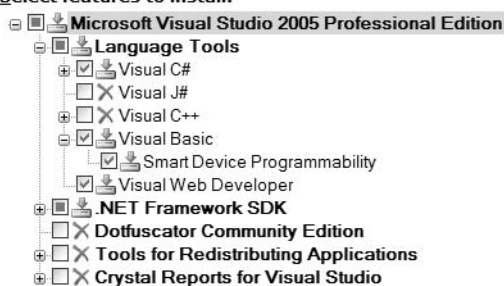 Select features to install:
Microsoft Visual Studio 2005 Professional Edition
Language Tools
Visual C#
Visual J#
Visual C++
Visual Basic
Smart Device Programmability
Visual Web Developer
.NET Framework SDK
Dotfuscator Community Edition
Tools for Redistributing Applications
Crystal Reports for Visual Studio